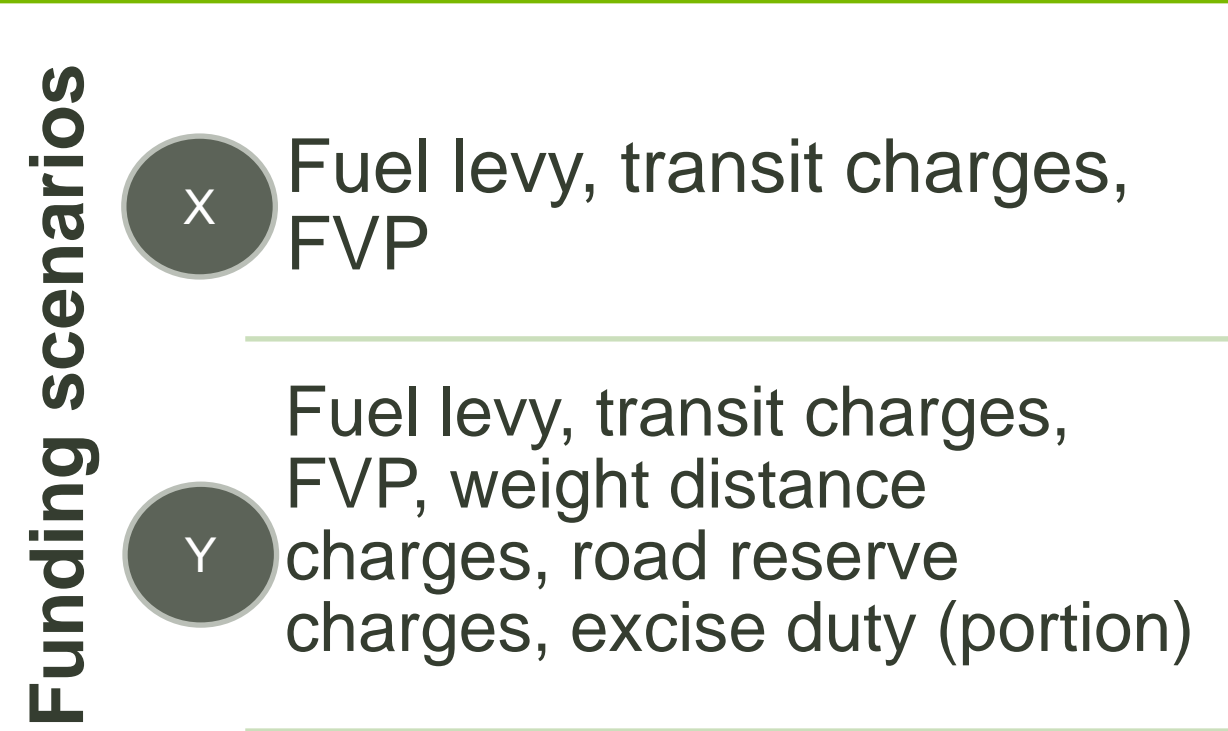 Funding scenarios
X
Fuel levy, transit charges,
FVP
Y
Fuel levy, transit charges,
FVP, weight distance
charges, road reserve
charges, excise duty (portion)